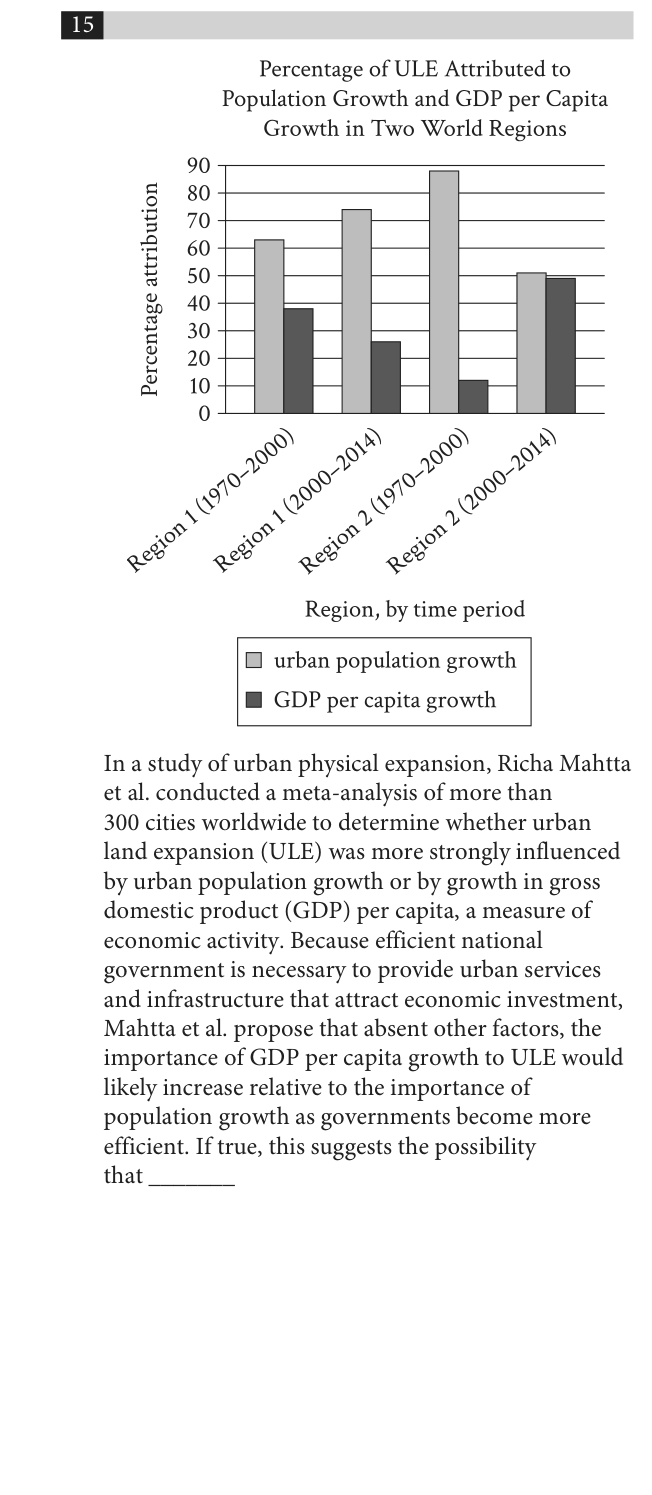 15
Percentage of ULE Attributed to
Population Growth and GDP per Capita
Growth in Two World Regions
Percentage attribution
90
80
70
60
50
40
30
20
10
0
Region 1 (1970–2000)
Region 1 (2000–2014)
Region 2 (1970–2000)
Region 2 (2000–2014)
Region, by time period
urban population growth
GDP per capita growth
In a study of urban physical expansion, Richa Mahtta
et al. conducted a meta-analysis of more than
300 cities worldwide to determine whether urban
land expansion (ULE) was more strongly influenced
by urban population growth or by growth in gross
domestic product (GDP) per capita, a measure of
economic activity. Because efficient national
government is necessary to provide urban services
and infrastructure that attract economic investment,
Mahtta et al. propose that absent other factors, the
importance of GDP per capita growth to ULE would
likely increase relative to the importance of
population growth as governments become more
efficient. If true, this suggests the possibility
that _______